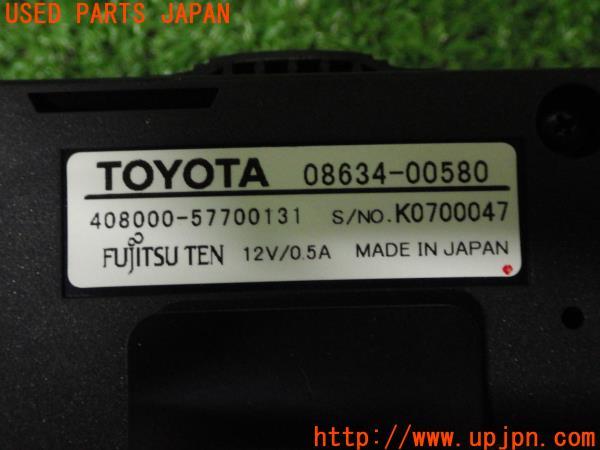 USED PARTS JAPAN
TOYOTA 08634-00580
408000-57700131 S/NO. K0700047
FUJITSU TEN 12V/0.5A MADE IN JAPAN
http://www.upjpn.com/